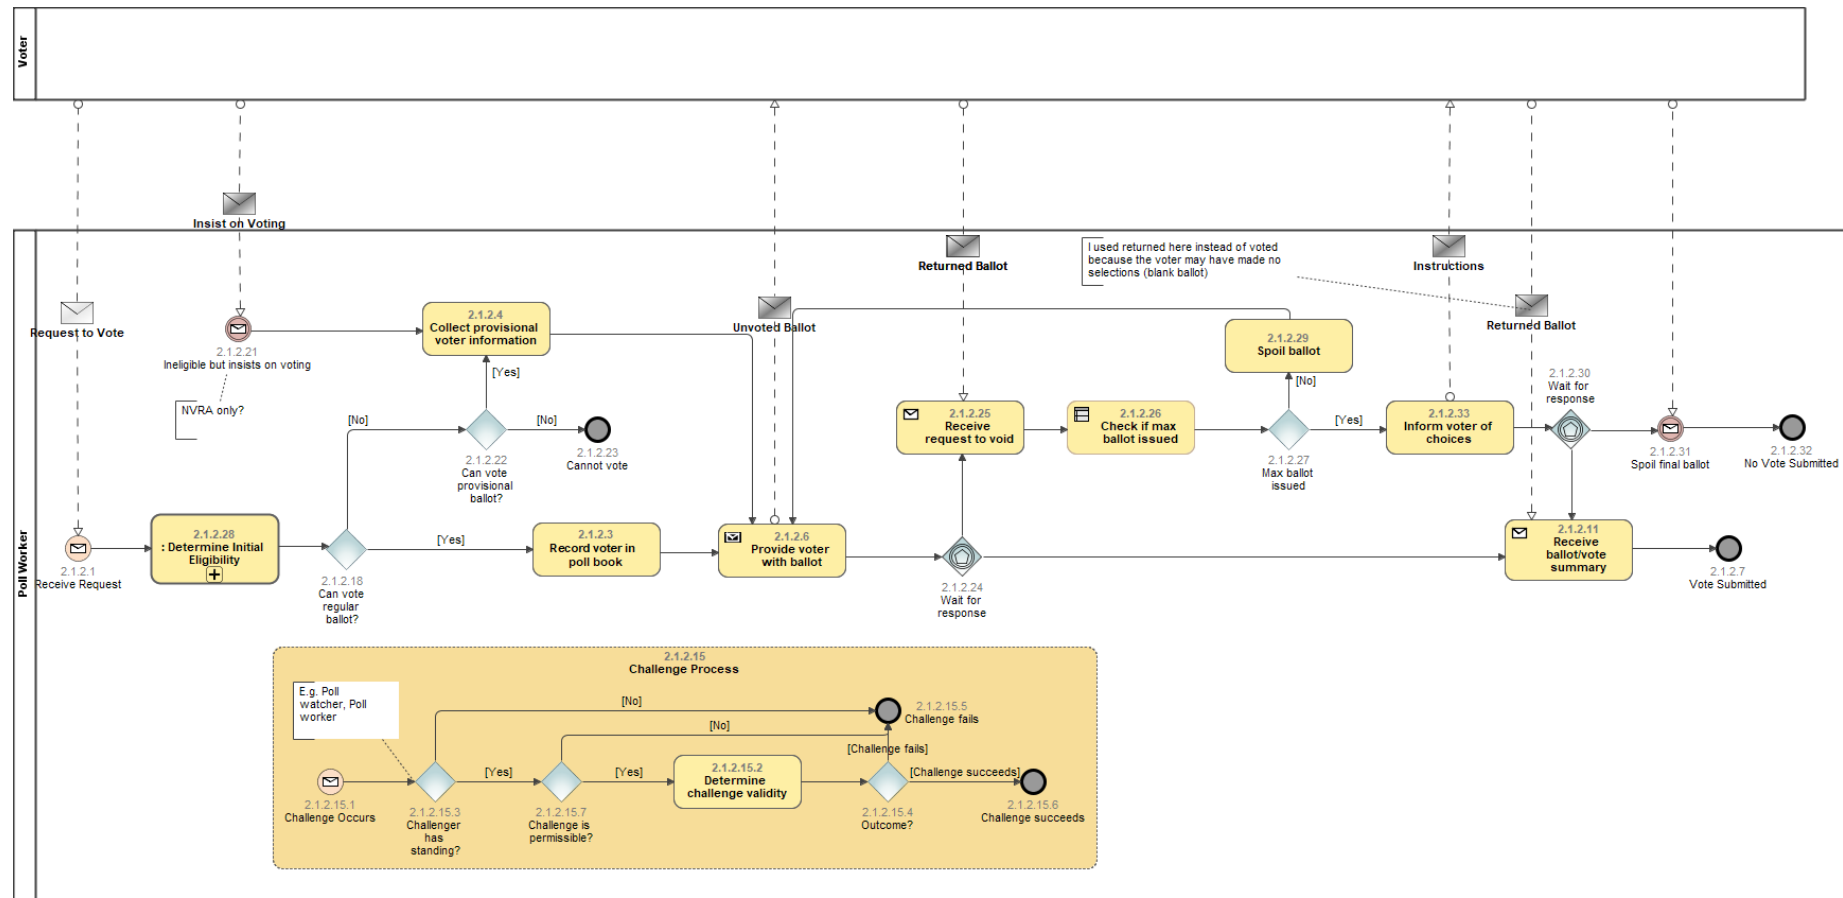 Voter
Insist on Voting
Poll Worker
Request to Vote
2.1.2.21
Ineligible but insists on voting
NVRA only?
2.1.2.4
Collect provisional
voter information
[Yes]
[No]
[No]
2.1.2.22
Can vote
provisional
ballot?
2.1.2.23
Cannot vote
2.1.2.1
Receive Request
2.1.2.28
: Determine Initial
Eligibility
2.1.2.18
Can vote
regular
ballot?
[Yes]
2.1.2.3
Record voter in
poll book
Unvoted Ballot
2.1.2.6
Provide voter
with ballot
Returned Ballot
2.1.2.24
Wait for
response
2.1.2.25
Receive
request to void
2.1.2.26
Check if max
ballot issued
I used returned here instead of voted
because the voter may have made no
selections (blank ballot)
2.1.2.29
Spoil ballot
[No]
[Yes]
2.1.2.27
Max ballot
issued
Instructions
2.1.2.33
Inform voter of
choices
Returned Ballot
2.1.2.30
Wait for
response
2.1.2.31
Spoil final ballot
2.1.2.32
No Vote Submitted
2.1.2.11
Receive
ballot/vote
summary
2.1.2.7
Vote Submitted
2.1.2.15
Challenge Process
E.g. Poll
watcher, Poll
worker
2.1.2.15.1
Challenge Occurs
2.1.2.15.3
Challenger
has
standing?
[No]
[Yes]
2.1.2.15.7
Challenge is
permissible?
[No]
[Yes]
2.1.2.15.2
Determine
challenge validity
2.1.2.15.5
Challenge fails
[Challenge fails]
[Challenge succeeds]
2.1.2.15.4
Outcome?
2.1.2.15.6
Challenge succeeds